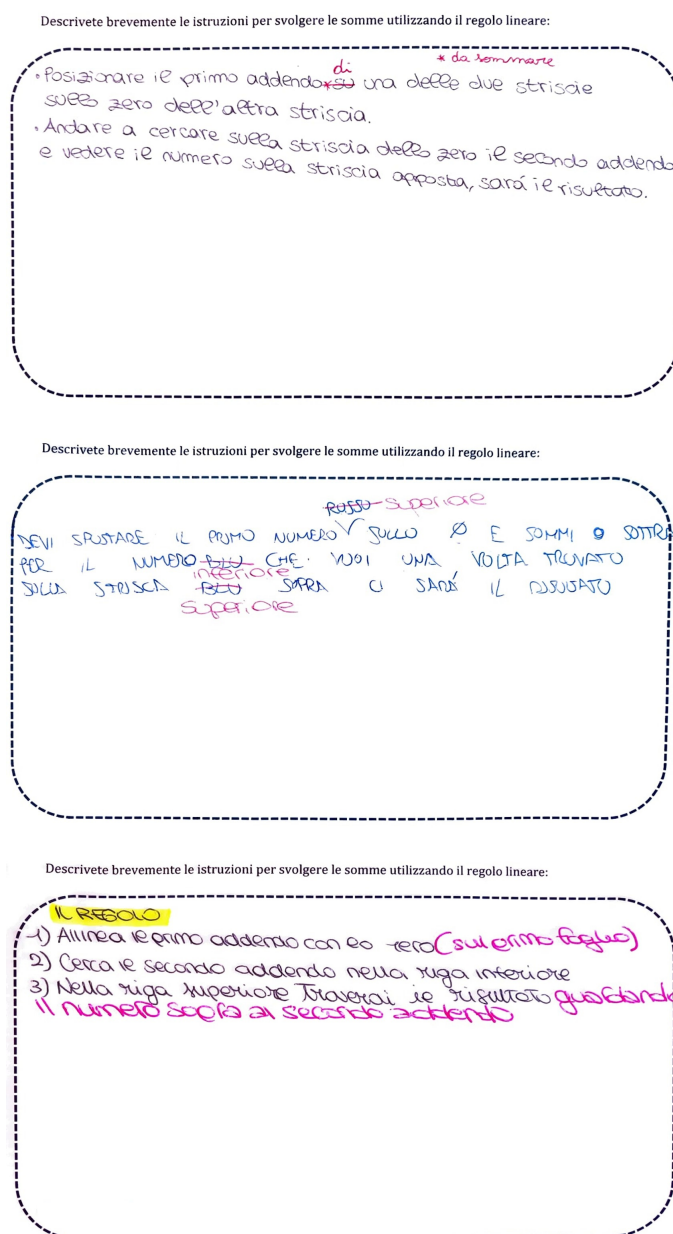 Descrivete brevemente le istruzioni per svolgere le somme utilizzando il regolo lineare:
* da sommare
di
• Posizionare il primo addendo * su una delle due striscie
sullo zero dell'altra striscia.
• Andare a cercare sulla striscia dello zero il secondo addendo
e vedere il numero sulla striscia apposta, sarà il risultato.
Descrivete brevemente le istruzioni per svolgere le somme utilizzando il regolo lineare:
ROSSO superiore
DEVI SPOSTARE IL PRIMO NUMERO SULLO Ø E SOMMI O SOTTR
PER IL NUMERO BLU CHE VUOI UNA VOLTA TROVATO
inferiore
SULLA STRISCIA BLU SOPRA CI SARÀ IL RISULTATO
superiore
Descrivete brevemente le istruzioni per svolgere le somme utilizzando il regolo lineare:
IL REGOLO
1) Allinea il primo addendo con lo zero (sul primo foglio)
2) Cerca il secondo addendo nella riga inferiore
3) Nella riga superiore troverai il risultato guardando
il numero sopra al secondo addendo